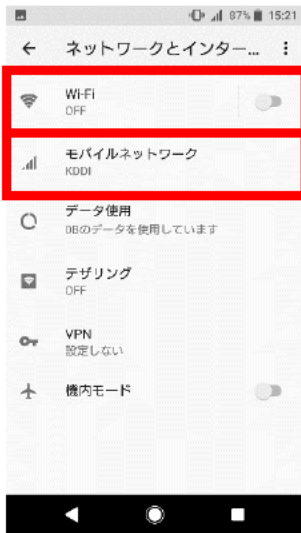 87% 15:21
ネットワークとインター...
Wi-Fi
OFF
モバイルネットワーク
KDDI
データ使用
0Bのデータを使用しています
テザリング
OFF
VPN
設定しない
機内モード